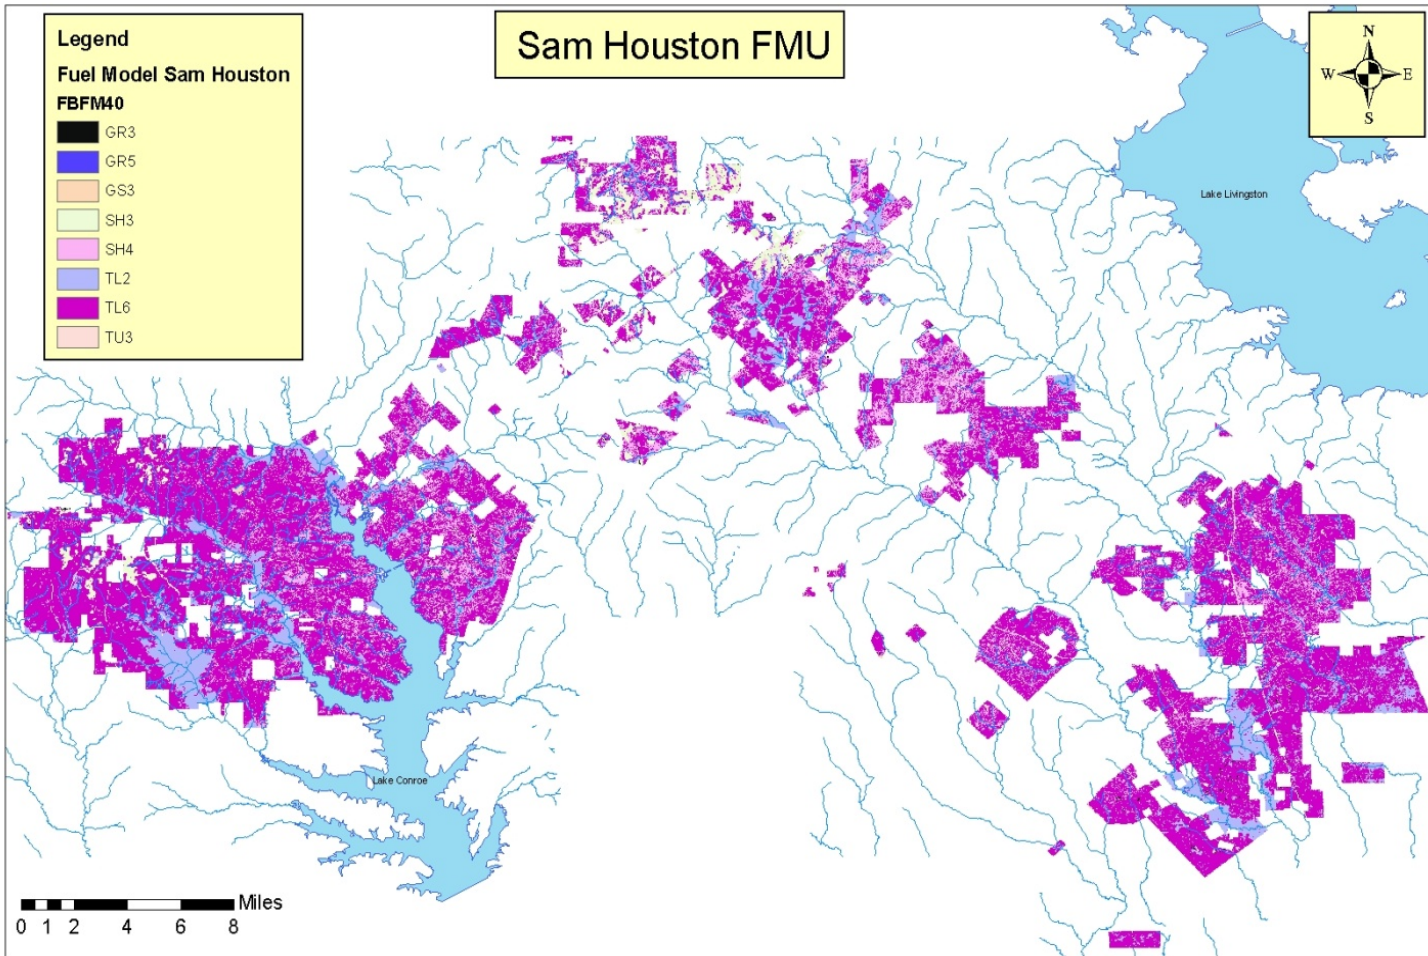 Legend
Fuel Model Sam Houston
FBFM40
GR3
GR5
GS3
SH3
SH4
TL2
TL6
TU3
Sam Houston FMU
N
W E
S
Lake Livingston
Lake Conroe
Miles
0 1 2 4 6 8